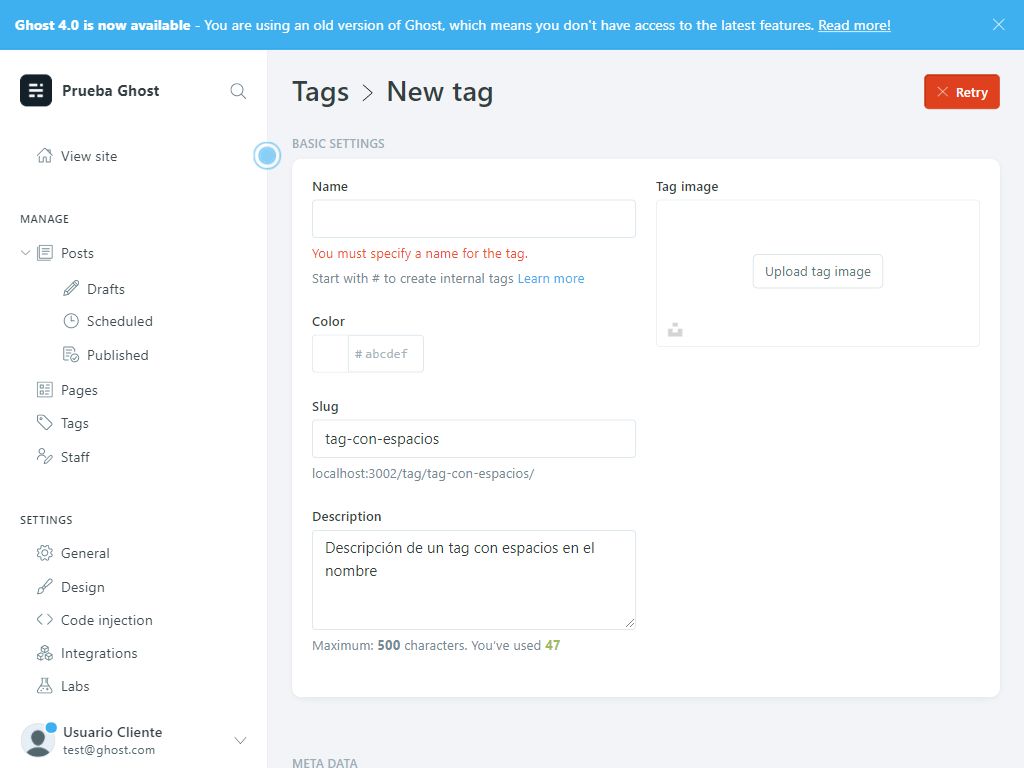 Ghost 4.0 is now available - You are using an old version of Ghost, which means you don't have access to the latest features. Read more!
Prueba Ghost
View site
MANAGE
Posts
Drafts
Scheduled
Published
Pages
Tags
Staff
SETTINGS
General
Design
Code injection
Integrations
Labs
Usuario Cliente
test@ghost.com
Tags > New tag
Retry
BASIC SETTINGS
Name
You must specify a name for the tag.
Start with # to create internal tags Learn more
Color
# abcdef
Slug
tag-con-espacios
localhost:3002/tag/tag-con-espacios/
Description
Descripción de un tag con espacios en el
nombre
Maximum: 500 characters. You've used 47
Tag image
Upload tag image
META DATA